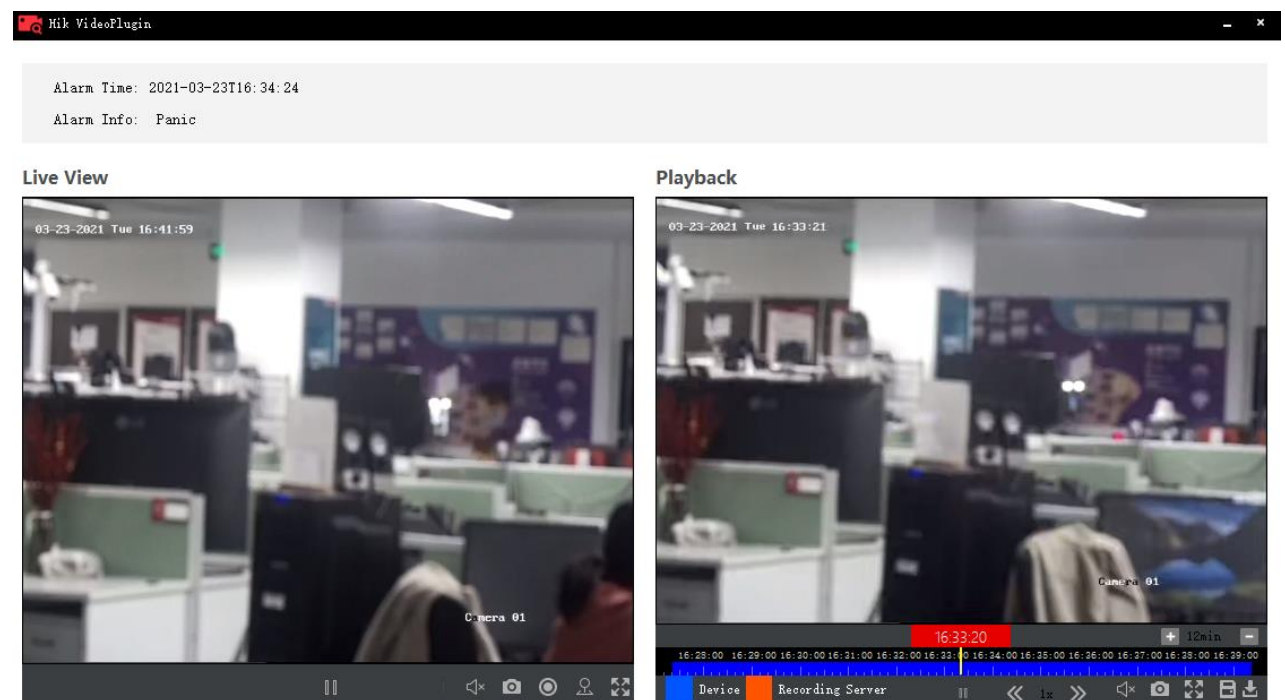 Hik VideoPlugin
Alarm Time: 2021-03-23T16:34:24
Alarm Info: Panic
Live View
Playback
03-23-2021 Tue 16:41:59
03-23-2021 Tue 16:33:21
LG
Camera 01
Camera 01
16:33:20
12min
16:28:00 16:29:00 16:30:00 16:31:00 16:32:00 16:33:00 16:34:00 16:35:00 16:36:00 16:37:00 16:38:00 16:39:00
Device
Recording Server
1x